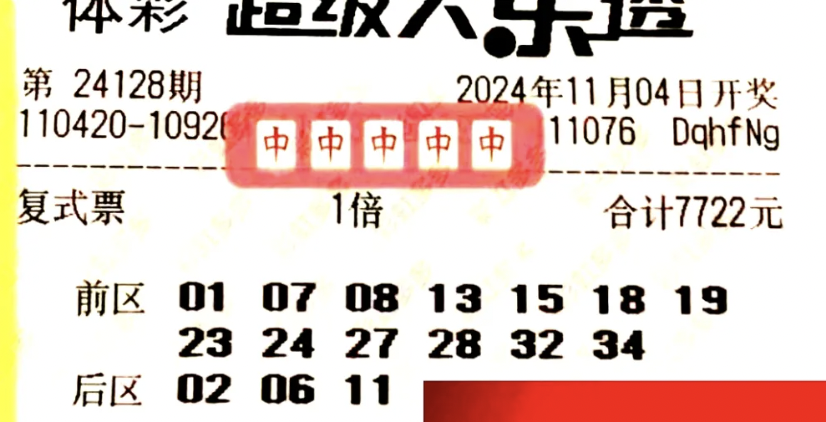 体彩 超级大乐透
第 24128期 2024年11月04日开奖
110420-10928 11076 DqhfNg
中 中 中 中 中
复式票 1倍 合计7722元
前区 01 07 08 13 15 18 19
23 24 27 28 32 34
后区 02 06 11